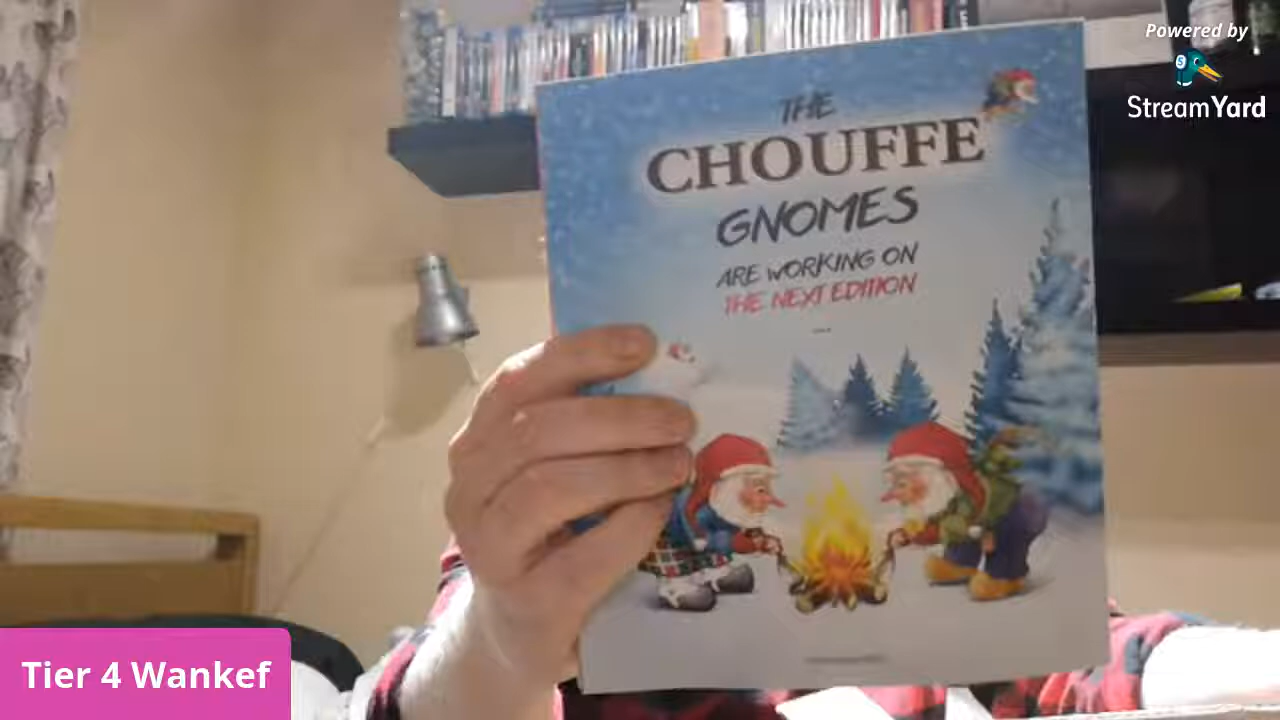 Powered by
StreamYard
THE
CHOUFFE
GNOMES
ARE WORKING ON
THE NEXT EDITION
Tier 4 Wankef